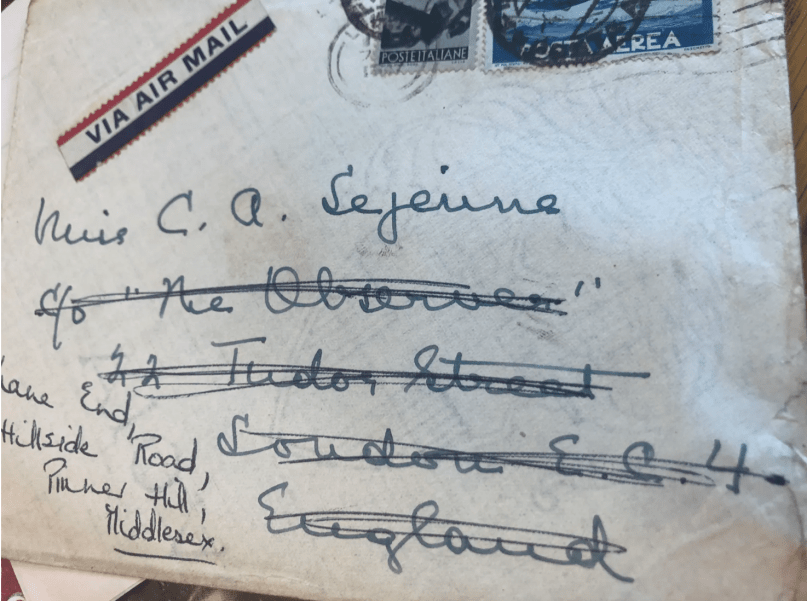 VIA AIR MAIL
POSTE ITALIANE
POSTA AEREA
Miss C. A. Lejeune
c/o "The Observer"
22 Tudor Street
London E.C.4.
England
Lane End,
Hillside Road,
Pinner Hill,
Middlesex.